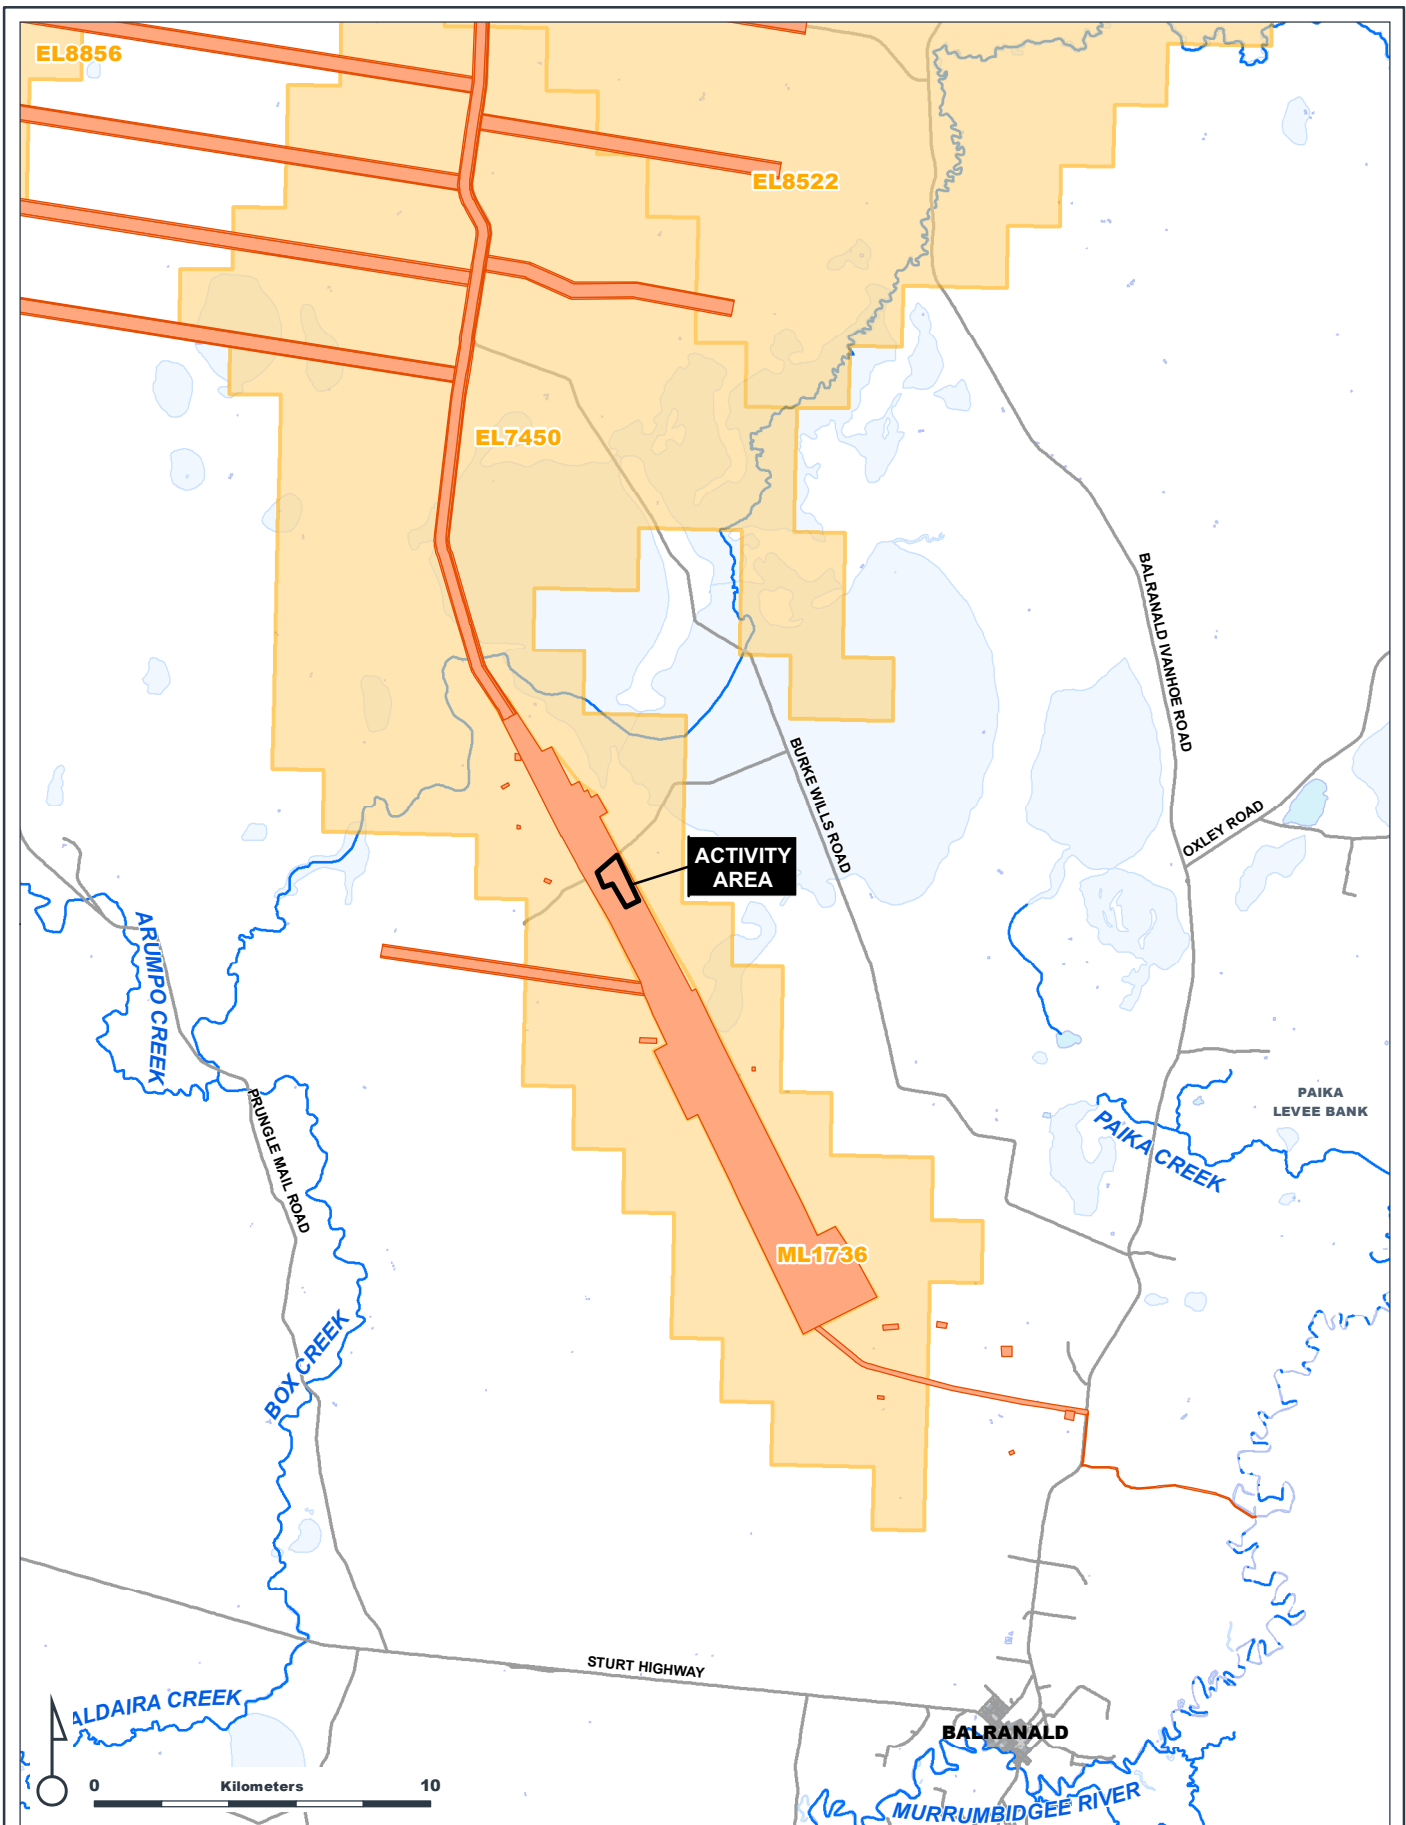 EL8856
EL8522
EL7450
BALRANALD IVANHOE ROAD
BURKE WILLS ROAD
OXLEY ROAD
ACTIVITY
AREA
ARUMPO CREEK
PRUNGLE MAIL ROAD
PAIKA
LEVEE BANK
PAIKA CREEK
ML1736
BOX CREEK
STURT HIGHWAY
ALDAIRA CREEK
BALRANALD
0 Kilometers 10
MURRUMBIDGEE RIVER